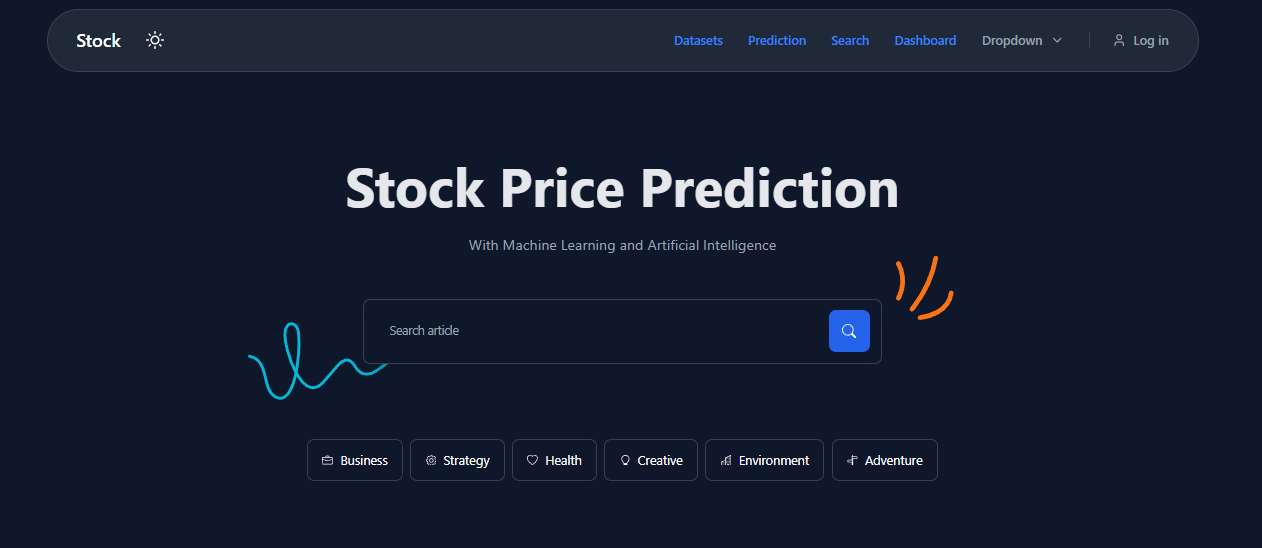 Stock Datasets Prediction Search Dashboard Dropdown Log in
Stock Price Prediction
With Machine Learning and Artificial Intelligence
Search article
Business Strategy Health Creative Environment Adventure